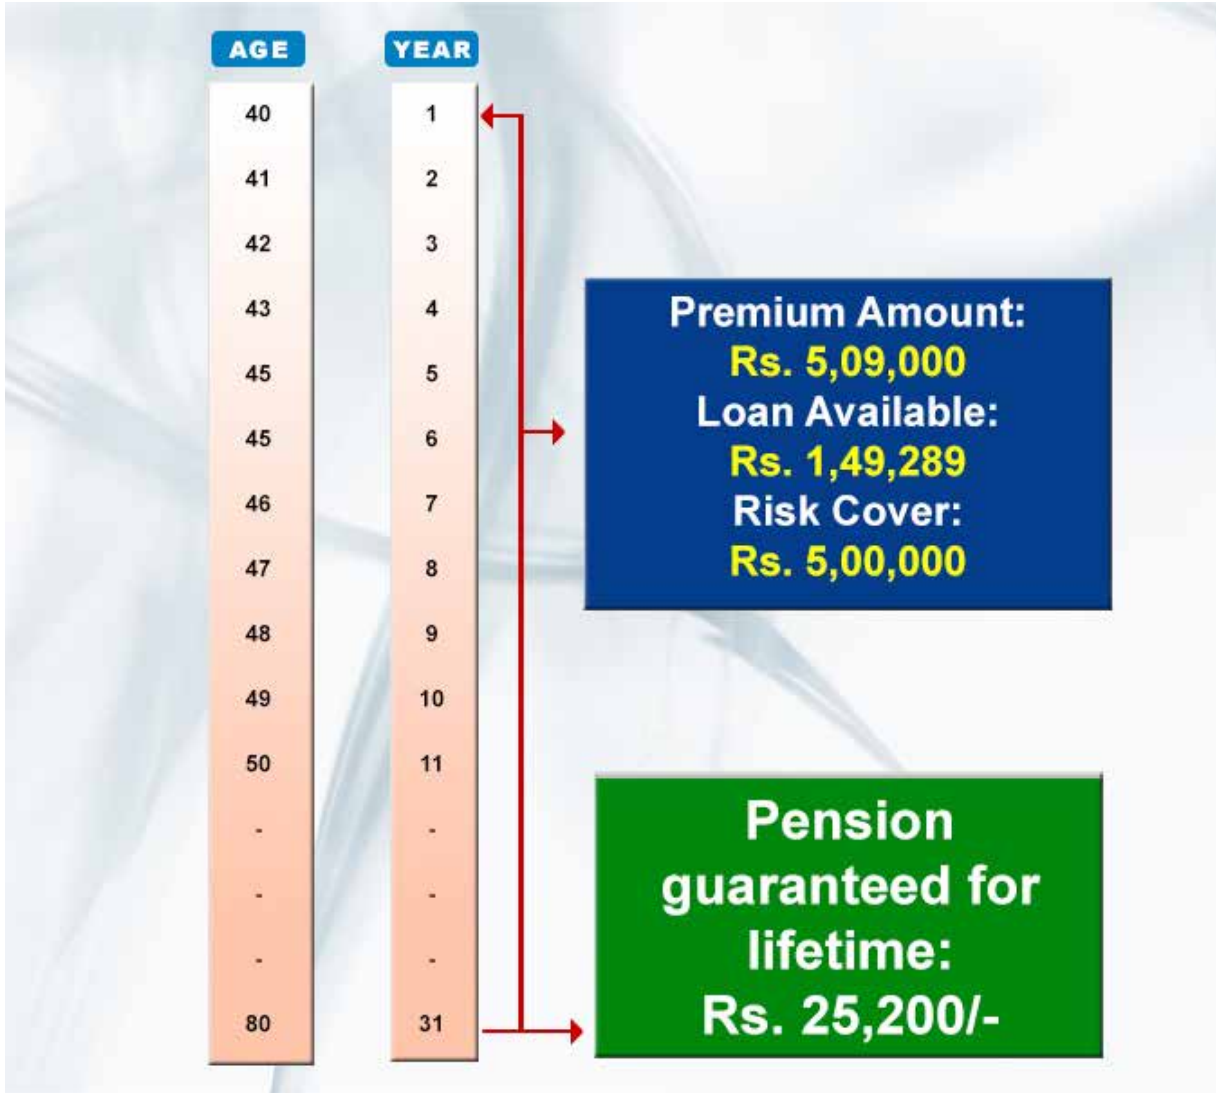 AGE YEAR
40 1
41 2
42 3
43 4
45 5
45 6
46 7
47 8
48 9
49 10
50 11
- -
- -
- -
80 31
Premium Amount:
Rs. 5,09,000
Loan Available:
Rs. 1,49,289
Risk Cover:
Rs. 5,00,000
Pension
guaranteed for
lifetime:
Rs. 25,200/-